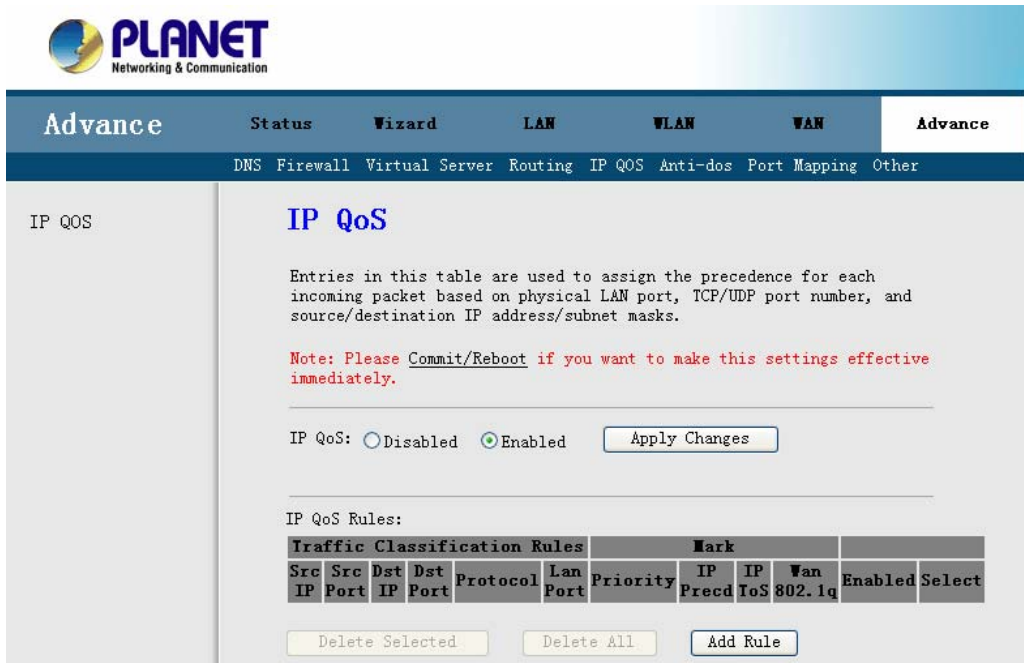 PLANET
Networking & Communication
Advance
Status Wizard LAN WLAN WAN Advance
DNS Firewall Virtual Server Routing IP QOS Anti-dos Port Mapping Other
IP QOS
IP QoS
Entries in this table are used to assign the precedence for each
incoming packet based on physical LAN port, TCP/UDP port number, and
source/destination IP address/subnet masks.
Note: Please Commit/Reboot if you want to make this settings effective
immediately.
IP QoS: Disabled Enabled Apply Changes
IP QoS Rules:
Traffic Classification Rules Mark
Src IP Src Port Dst IP Dst Port Protocol Lan Port Priority IP Precd IP ToS Wan 802.1q Enabled Select
Delete Selected Delete All Add Rule